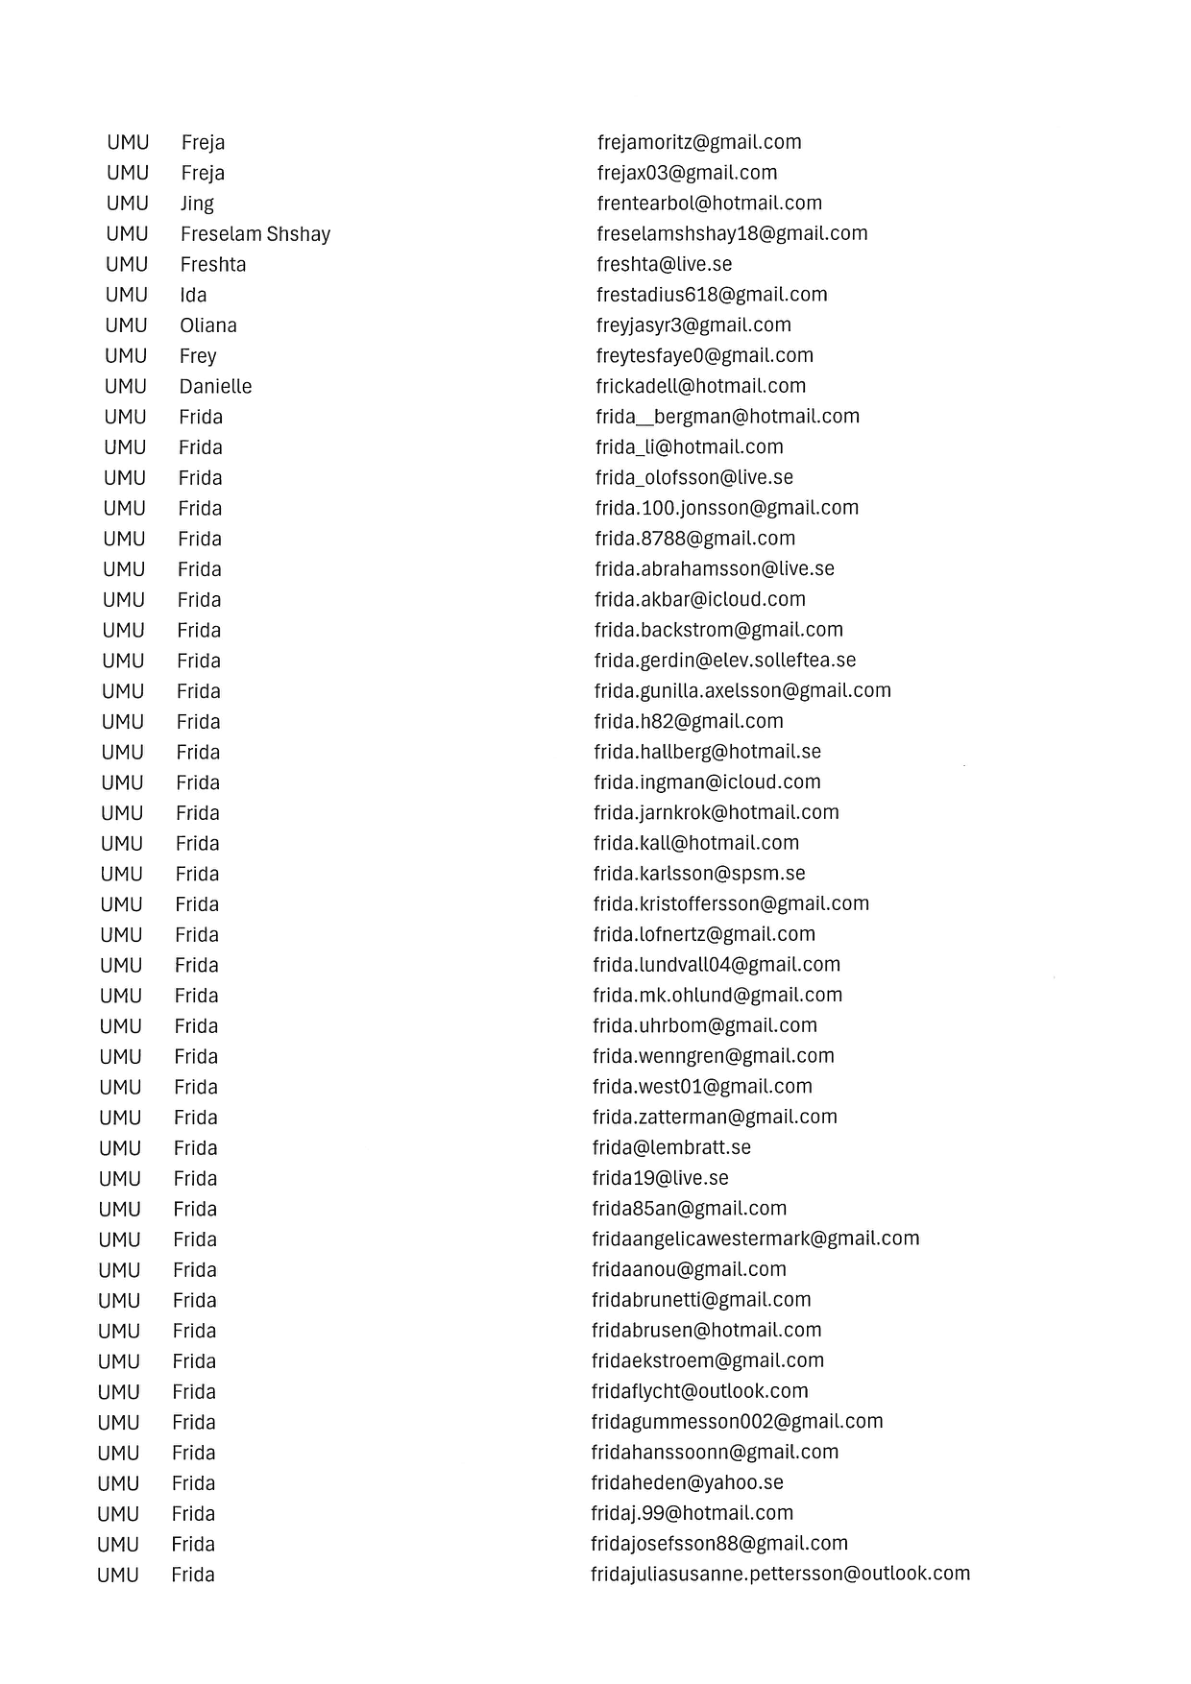 UMU Freja frejamoritz@gmail.com
UMU Freja frejax03@gmail.com
UMU Jing frentearbol@hotmail.com
UMU Freselam Shshay freselamshshay18@gmail.com
UMU Freshta freshta@live.se
UMU Ida frestadius618@gmail.com
UMU Oliana freyjasyr3@gmail.com
UMU Frey freytesfaye0@gmail.com
UMU Danielle frickadell@hotmail.com
UMU Frida frida__bergman@hotmail.com
UMU Frida frida_li@hotmail.com
UMU Frida frida_olofsson@live.se
UMU Frida frida.100.jonsson@gmail.com
UMU Frida frida.8788@gmail.com
UMU Frida frida.abrahamsson@live.se
UMU Frida frida.akbar@icloud.com
UMU Frida frida.backstrom@gmail.com
UMU Frida frida.gerdin@elev.solleftea.se
UMU Frida frida.gunilla.axelsson@gmail.com
UMU Frida frida.h82@gmail.com
UMU Frida frida.hallberg@hotmail.se
UMU Frida frida.ingman@icloud.com
UMU Frida frida.jarnkrok@hotmail.com
UMU Frida frida.kall@hotmail.com
UMU Frida frida.karlsson@spsm.se
UMU Frida frida.kristoffersson@gmail.com
UMU Frida frida.lofnertz@gmail.com
UMU Frida frida.lundvall04@gmail.com
UMU Frida frida.mk.ohlund@gmail.com
UMU Frida frida.uhrbom@gmail.com
UMU Frida frida.wenngren@gmail.com
UMU Frida frida.west01@gmail.com
UMU Frida frida.zatterman@gmail.com
UMU Frida frida@lembratt.se
UMU Frida frida19@live.se
UMU Frida frida85an@gmail.com
UMU Frida fridaangelicawestermark@gmail.com
UMU Frida fridaanou@gmail.com
UMU Frida fridabrunetti@gmail.com
UMU Frida fridabrusen@hotmail.com
UMU Frida fridaekstroem@gmail.com
UMU Frida fridaflycht@outlook.com
UMU Frida fridagummesson002@gmail.com
UMU Frida fridahanssoonn@gmail.com
UMU Frida fridaheden@yahoo.se
UMU Frida fridaj.99@hotmail.com
UMU Frida fridajosefsson88@gmail.com
UMU Frida fridajuliasusanne.pettersson@outlook.com